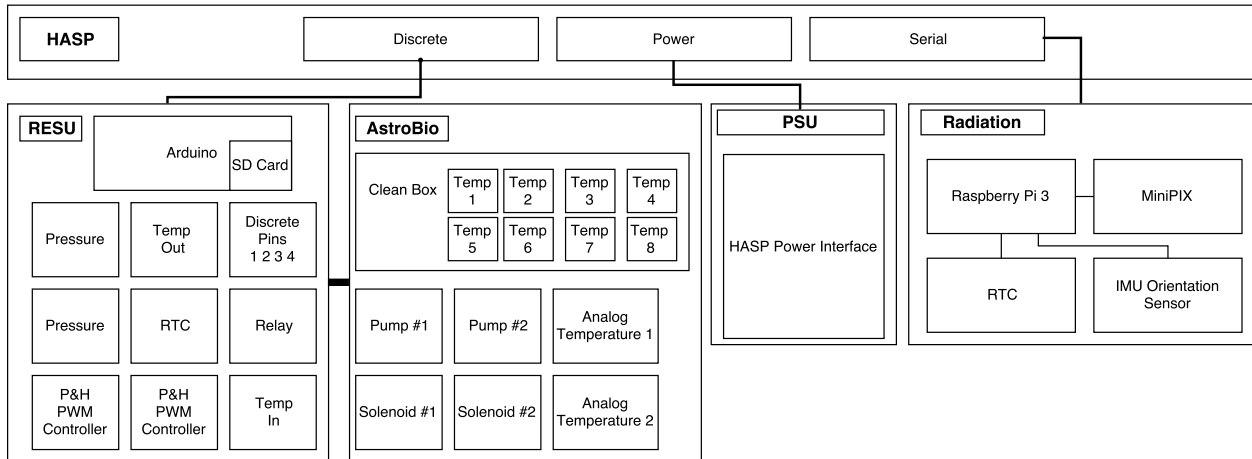 HASP
Discrete
Power
Serial
RESU
Arduino
SD Card
Pressure
Temp
Out
Discrete
Pins
1 2 3 4
Pressure
RTC
Relay
P&H
PWM
Controller
P&H
PWM
Controller
Temp
In
AstroBio
Clean Box
Temp
1
Temp
2
Temp
3
Temp
4
Temp
5
Temp
6
Temp
7
Temp
8
Pump #1
Pump #2
Analog
Temperature 1
Solenoid #1
Solenoid #2
Analog
Temperature 2
PSU
HASP Power Interface
Radiation
Raspberry Pi 3
MiniPIX
RTC
IMU Orientation
Sensor